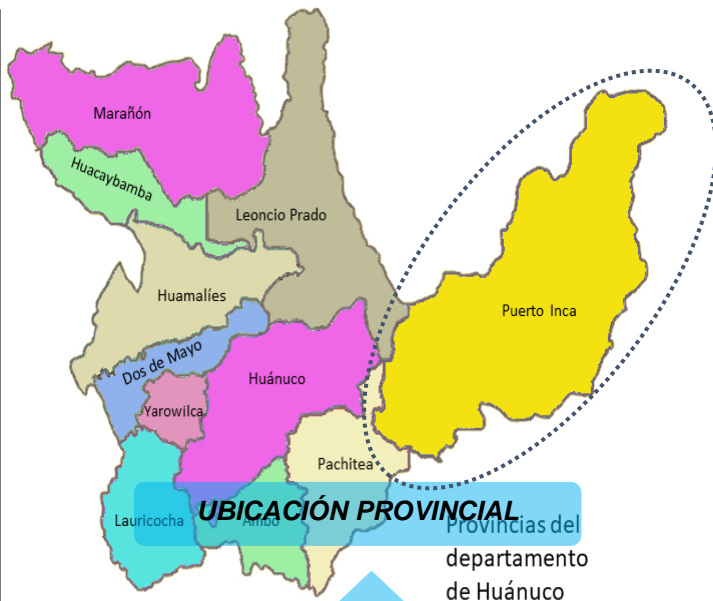 Marañón
Huacaybamba
Leoncio Prado
Huamalíes
Puerto Inca
Dos de Mayo
Huánuco
Yarowilca
Pachitea
UBICACIÓN PROVINCIAL
Lauricocha
Ambo
Provincias del
departamento
de Huánuco